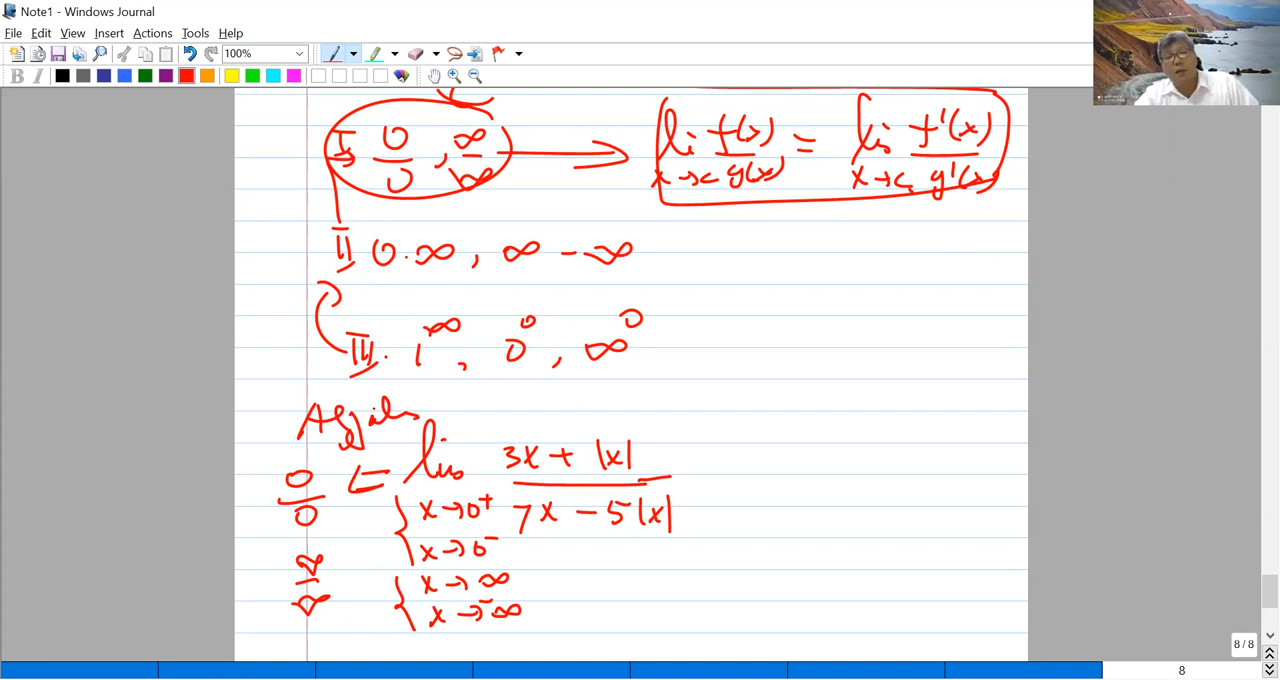 Note1 - Windows Journal
File Edit View Insert Actions Tools Help
100%
B I
I 0/0 , ∞/∞ ⟹ lim x→c f(x)/g(x) = lim x→c f'(x)/g'(x)
II 0.∞ , ∞ - ∞
III. 1^∞ , 0^0 , ∞^0
0/0 ← lim 3x + |x| / 7x - 5|x|
x→0+
x→0-
∞/∞ x→∞
x→-∞
8 / 8
8